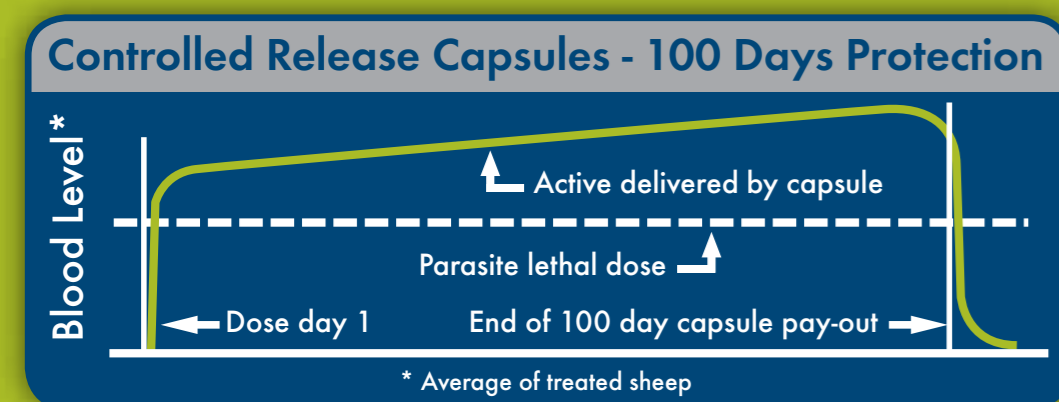 Controlled Release Capsules - 100 Days Protection
Blood Level*
Active delivered by capsule
Parasite lethal dose
Dose day 1
End of 100 day capsule pay-out
* Average of treated sheep